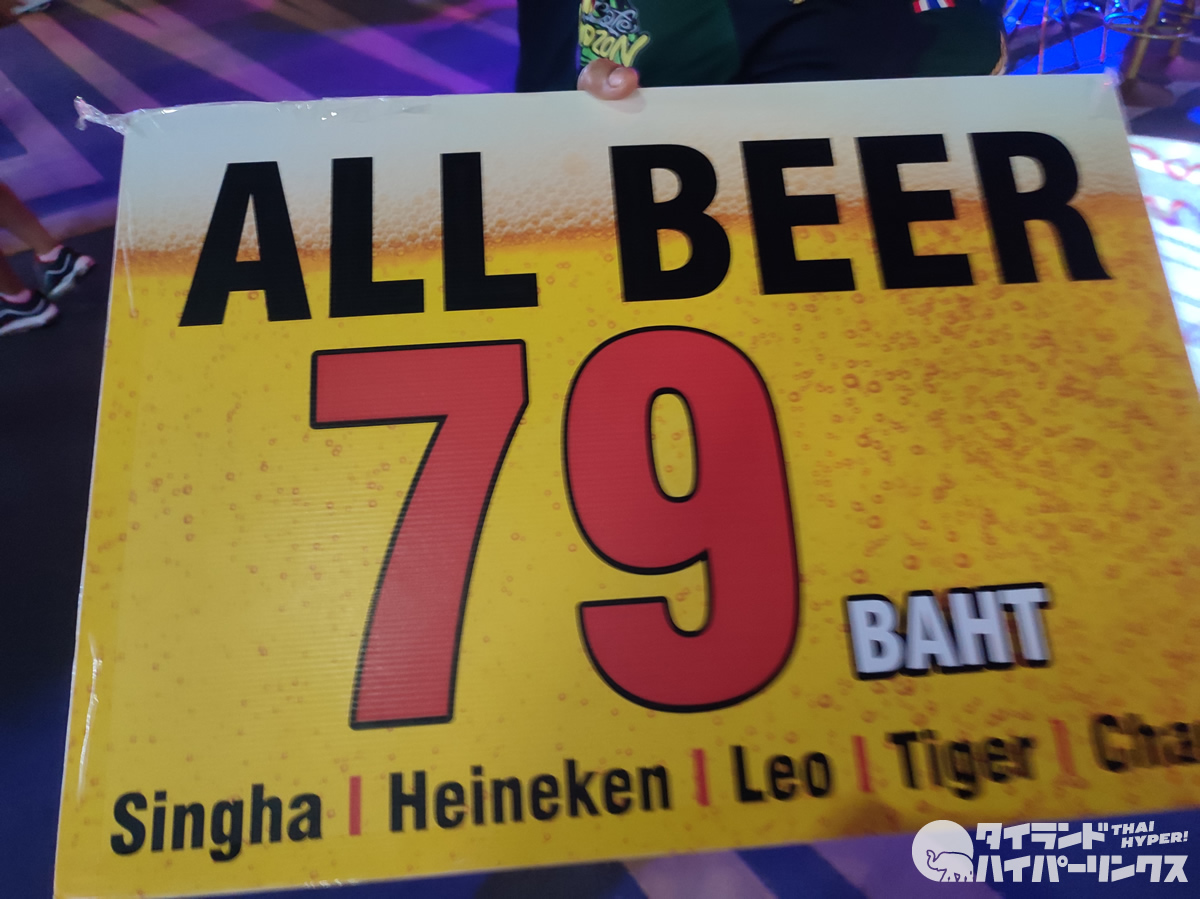 ALL BEER
79
BAHT
Singha | Heineken | Leo | Tiger |
タイランド THAI HYPER!
ハイパーリンクス